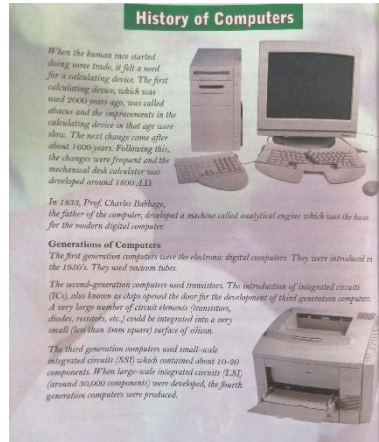 History of Computers
When the human race started
doing some trade, it felt a need
for a calculating device. The first
calculating device, which was
used 2000 years ago, was called
abacus and the improvements in the
calculating device in that age were
slow. The next change came after
about 1600 years. Following this,
the changes were frequent and the
mechanical desk calculator was
developed around 1800 A.D.
In 1833, Prof. Charles Babbage,
the father of the computer, developed a machine called analytical engine which was the basis
for the modern digital computer.
Generations of Computers
The first generation computers were the electronic digital computers. They were introduced in
the 1950's. They used vacuum tubes.
The second-generation computers used transistors. The introduction of integrated circuits
(ICs), also known as chips opened the door for the development of third generation computers.
A very large number of circuit elements (transistors,
diodes, resistors, etc.,) could be integrated into a very
small (less than 5mm square) surface of silicon.
The third generation computers used small-scale
integrated circuits (SSI) which contained about 10-20
components. When large-scale integrated circuits (LSI)
(around 30,000 components) were developed, the fourth
generation computers were produced.